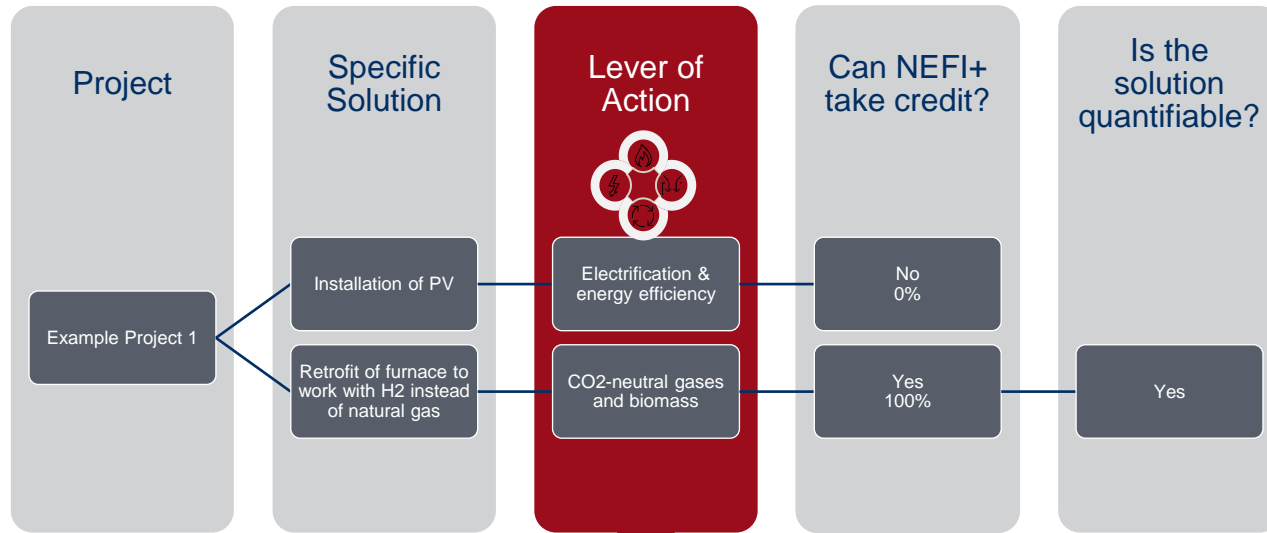 Project
Specific
Solution
Lever of
Action
Can NEFI+
take credit?
Is the
solution
quantifiable?
Example Project 1
Installation of PV
Electrification &
energy efficiency
No
0%
Retrofit of furnace to
work with H2 instead
of natural gas
CO2-neutral gases
and biomass
Yes
100%
Yes